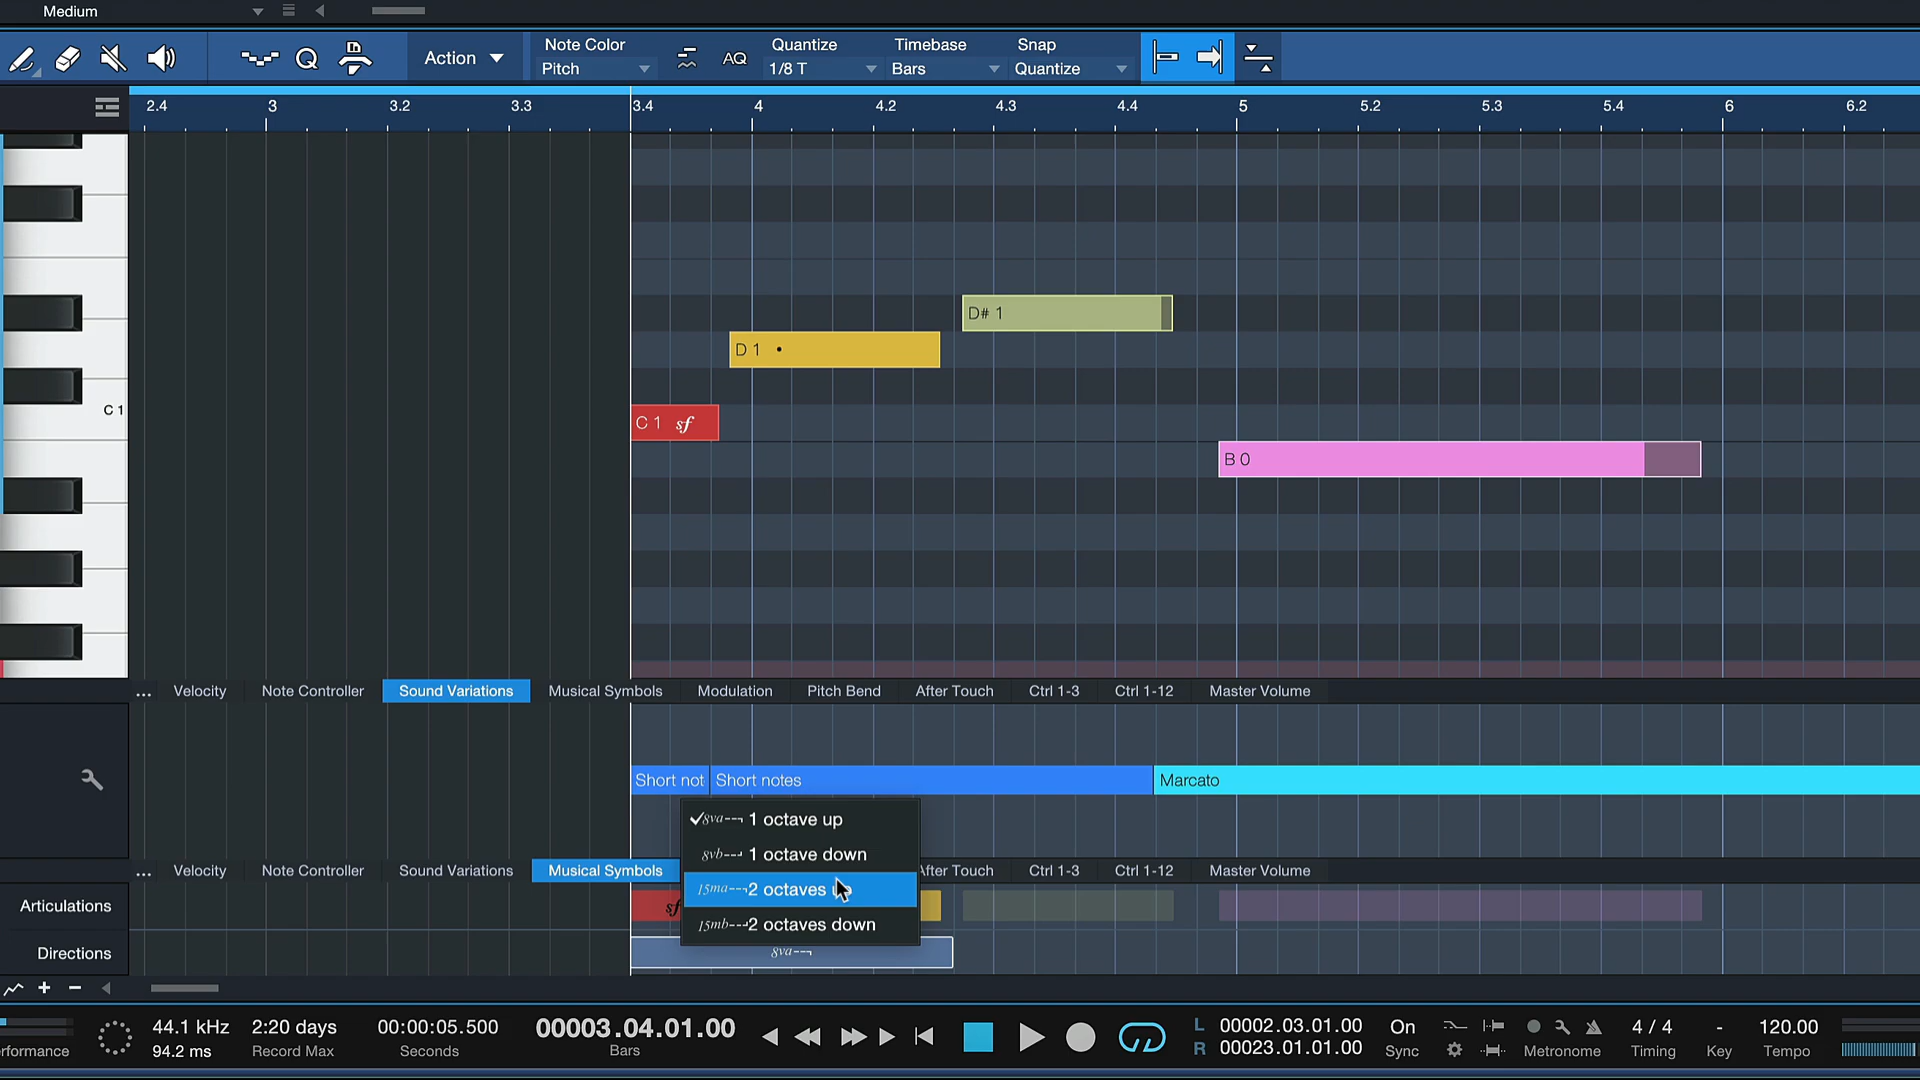 Medium
Action
Note Color
Pitch
AQ
Quantize
1/8 T
Timebase
Bars
Snap
Quantize
Q
2.4 3 3.2 3.3 3.4 4 4.2 4.3 4.4 5 5.2 5.3 5.4 6 6.2
D# 1
D 1
C 1
C 1 sf
B 0
... Velocity Note Controller Sound Variations Musical Symbols Modulation Pitch Bend After Touch Ctrl 1-3 Ctrl 1-12 Master Volume
Short not Short notes Marcato
8va 1 octave up
8vb 1 octave down
15ma 2 octaves
15mb 2 octaves down
... Velocity Note Controller Sound Variations Musical Symbols After Touch Ctrl 1-3 Ctrl 1-12 Master Volume
Articulations sf
Directions 8va
44.1 kHz
94.2 ms
2:20 days
Record Max
00:00:05.500
Seconds
00003.04.01.00
Bars
L 00002.03.01.00
R 00023.01.01.00
On
Sync
Metronome
4 / 4
Timing
-
Key
120.00
Tempo
rformance